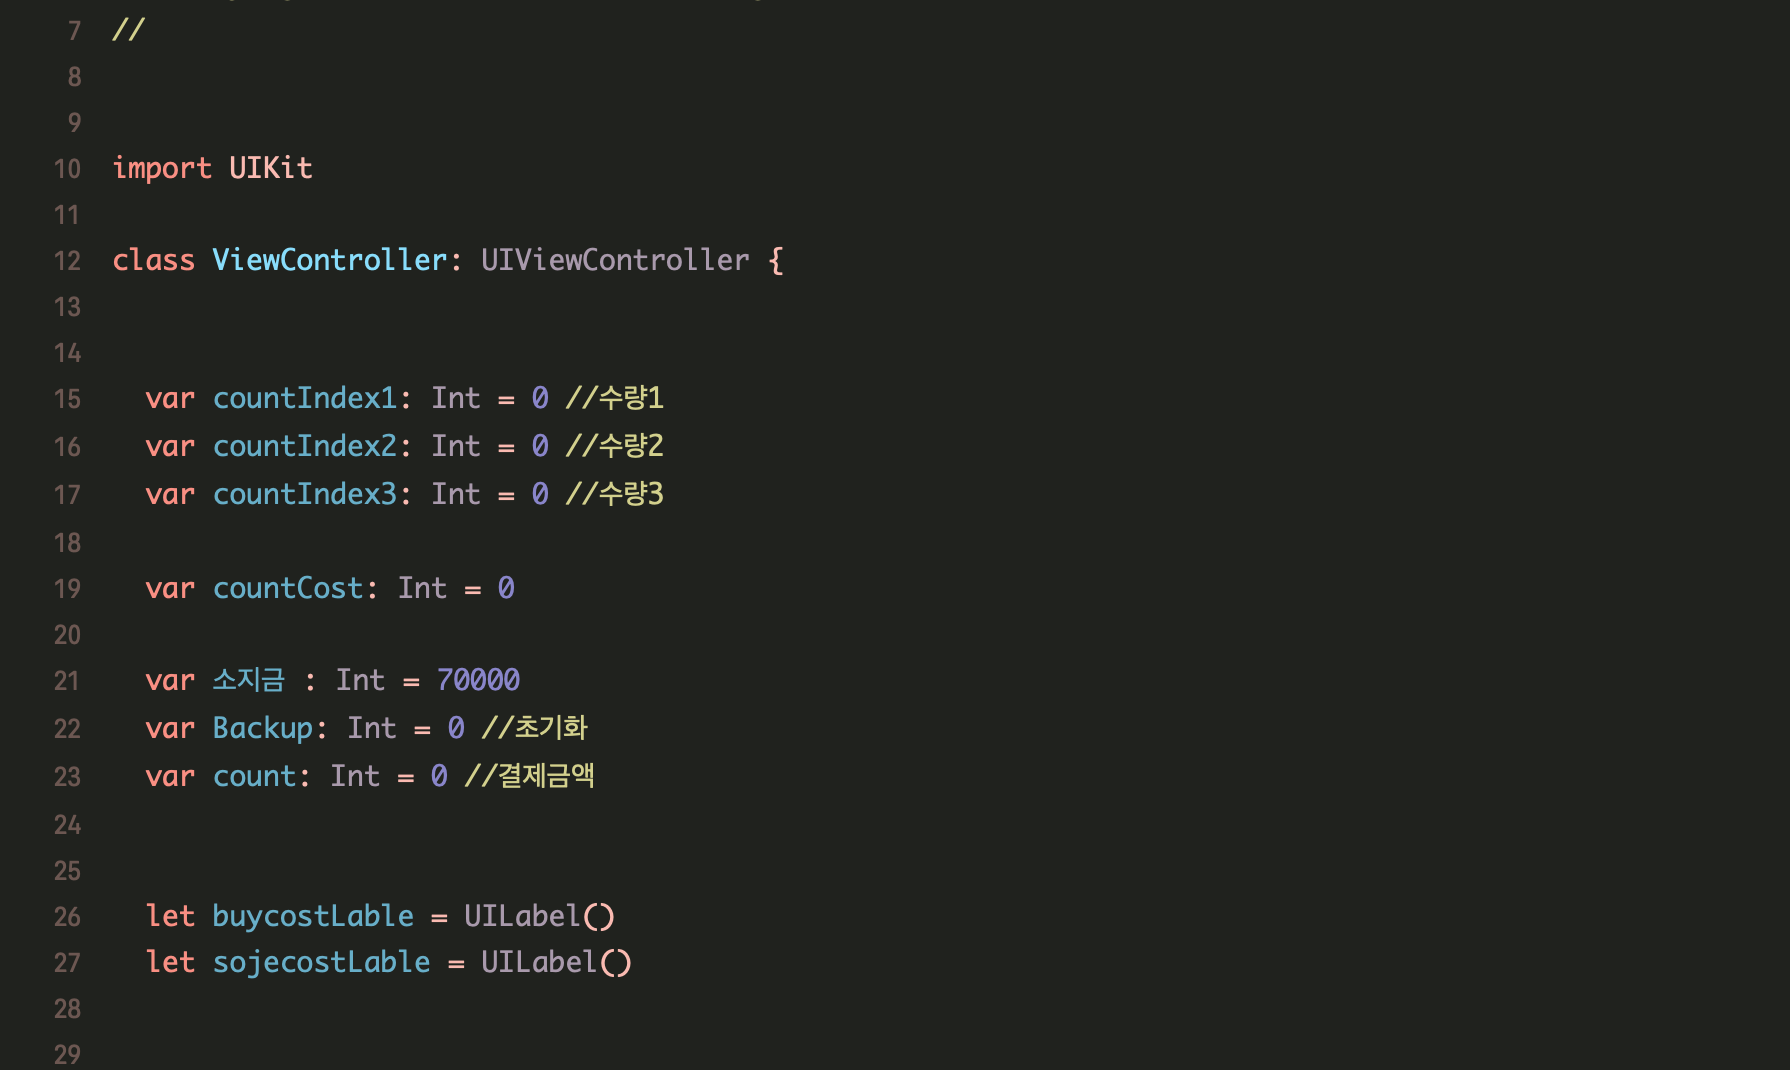 7 //
8
9
10 import UIKit
11
12 class ViewController: UIViewController {
13
14
15 var countIndex1: Int = 0 //수량1
16 var countIndex2: Int = 0 //수량2
17 var countIndex3: Int = 0 //수량3
18
19 var countCost: Int = 0
20
21 var 소지금 : Int = 70000
22 var Backup: Int = 0 //초기화
23 var count: Int = 0 //결제금액
24
25
26 let buycostLable = UILabel()
27 let sojecostLable = UILabel()
28
29